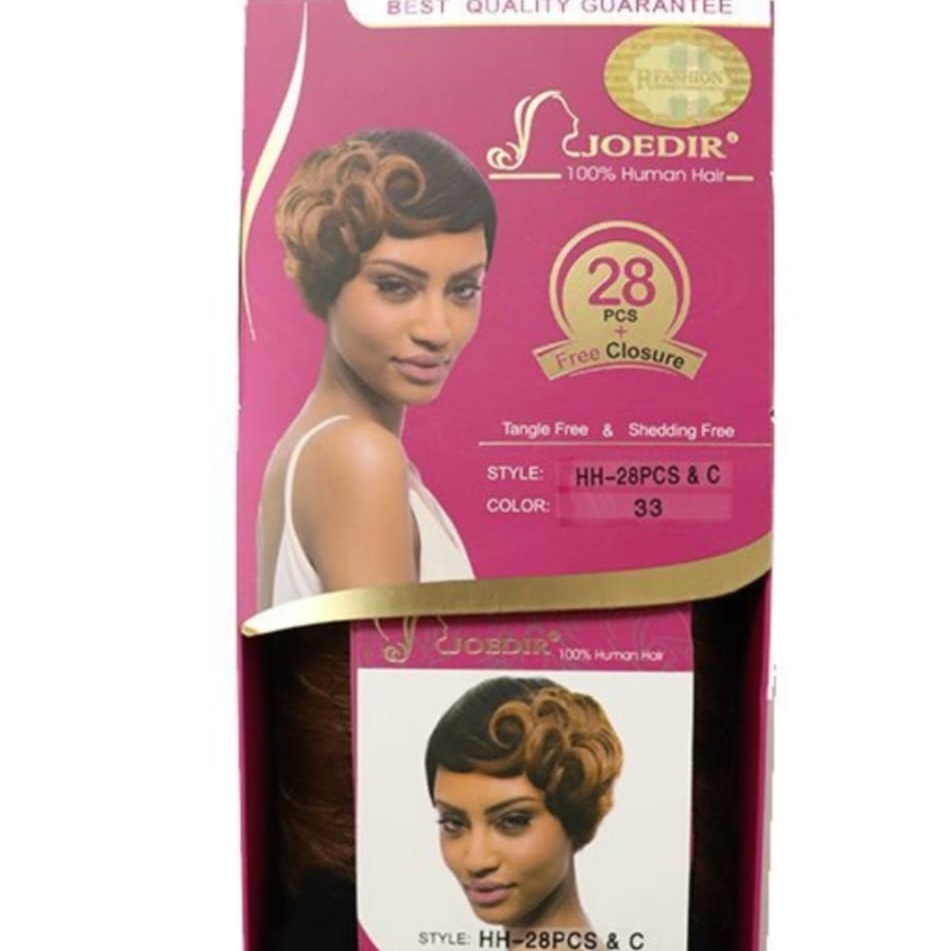 BEST QUALITY GUARANTEE
RFASHION
JOEDIR®
100% Human Hair
28
PCS
+
Free Closure
Tangle Free & Shedding Free
STYLE: HH-28PCS & C
COLOR: 33
JOEDIR®
100% Human Hair
STYLE: HH-28PCS & C